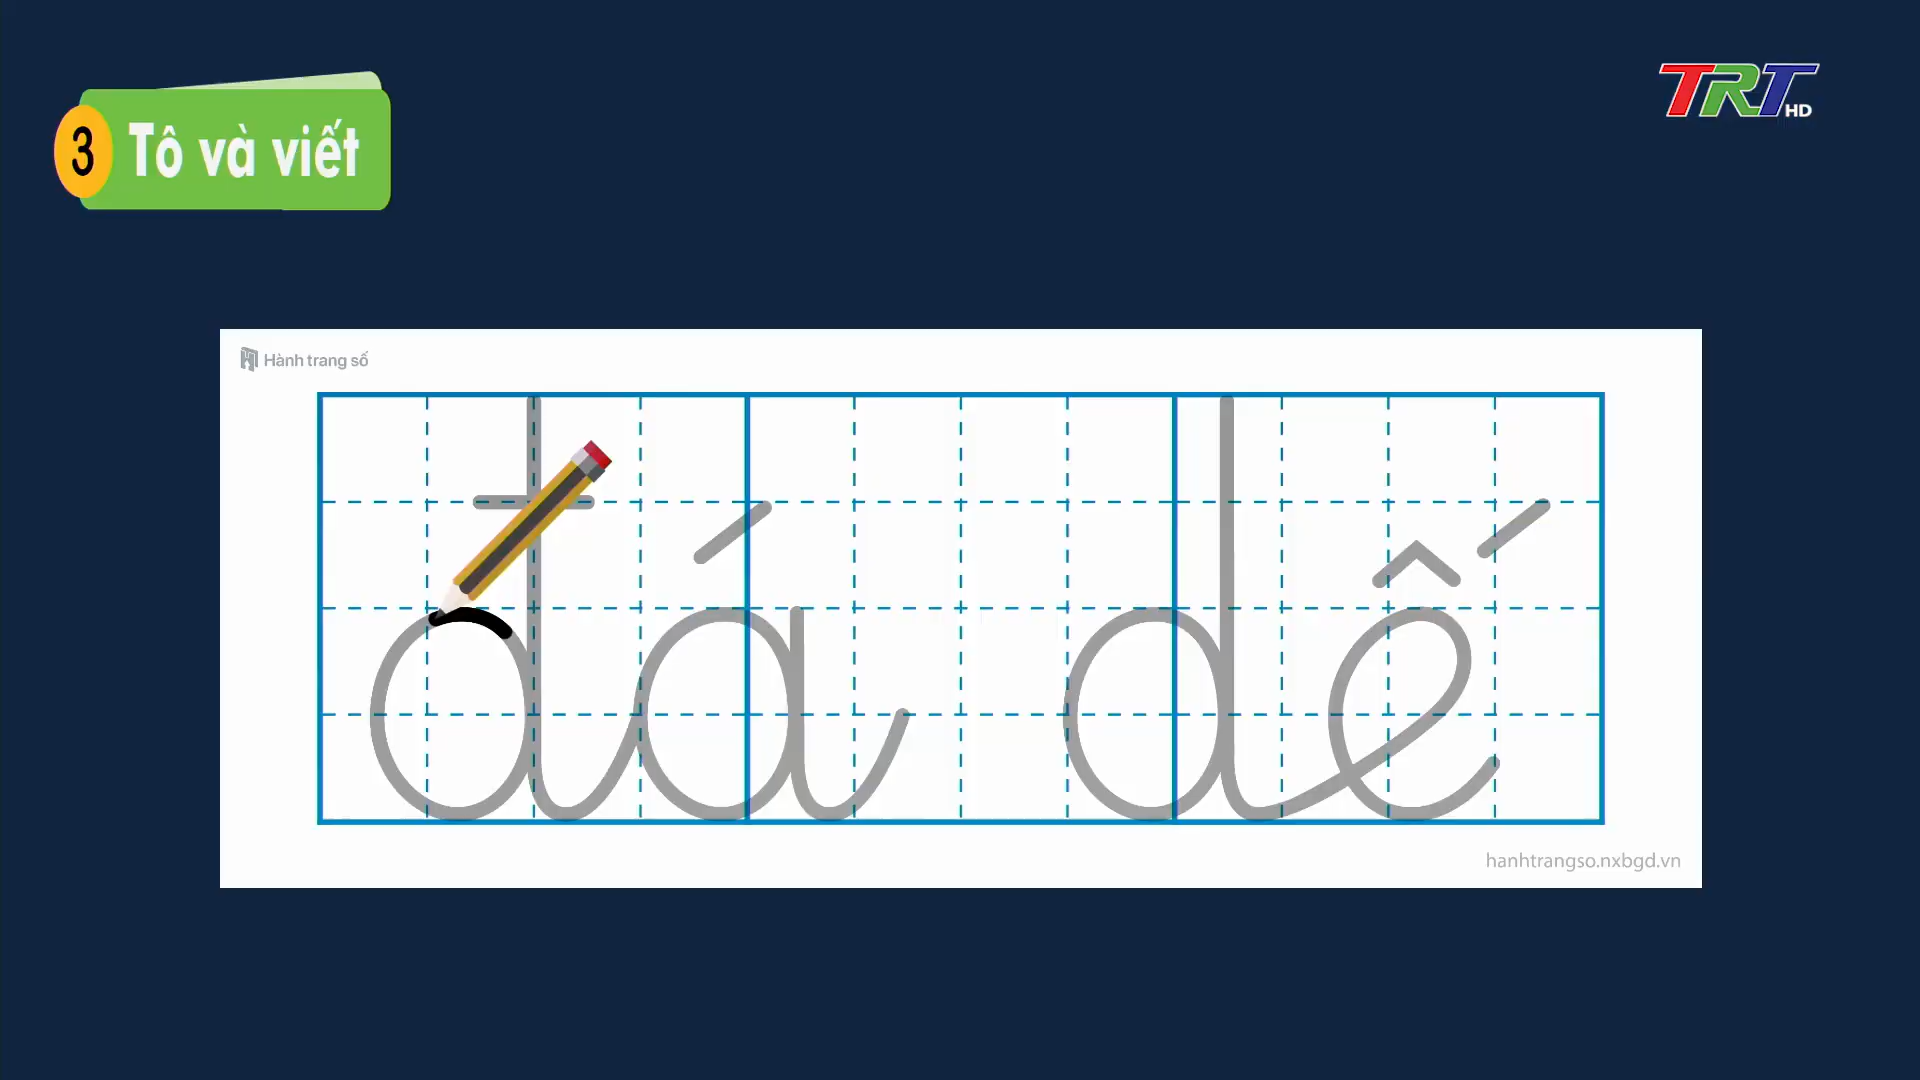 TRT HD
3 Tô và viết
Hành trang số
đá dế
hanhtrangso.nxbgd.vn